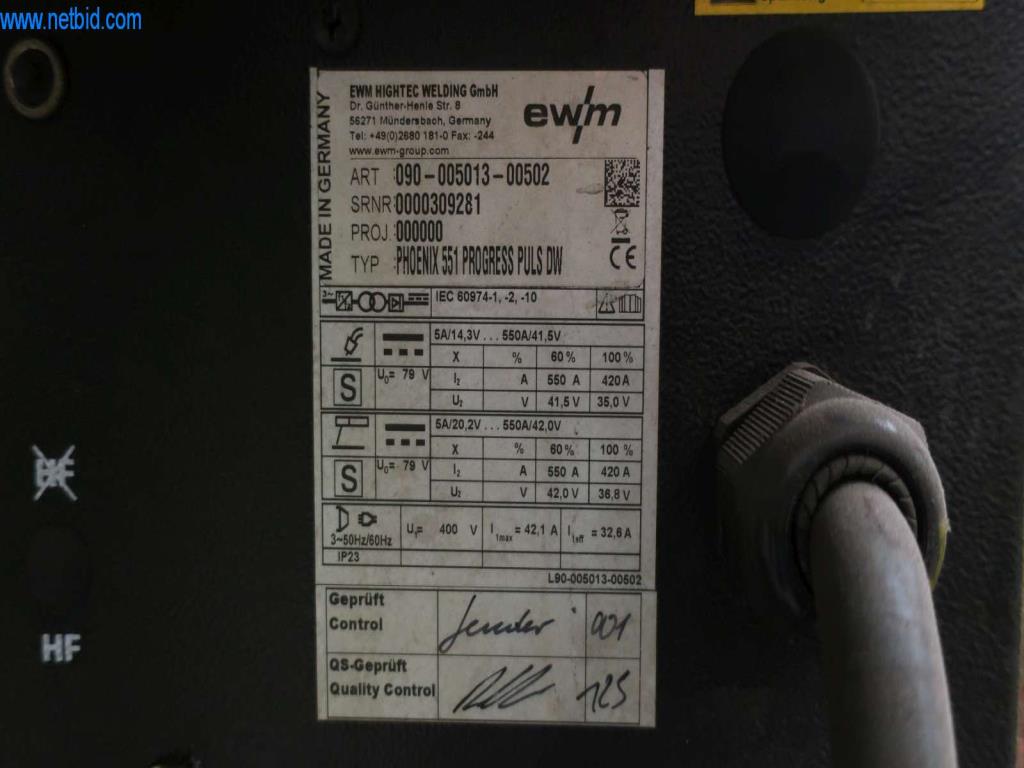 www.netbid.com
MADE IN GERMANY
EWM HIGHTEC WELDING GmbH
Dr. Günther-Henle Str. 8
56271 Mündersbach, Germany
Tel: +49(0)2680 181-0 Fax: -244
www.ewm-group.com
ewm
ART :090-005013-00502
SRNR:0000309281
PROJ.:000000
TYP :PHOENIX 551 PROGRESS PULS DW
CE
3~ IEC 60974-1, -2, -10
5A/14,3V...550A/41,5V
X % 60% 100%
U₀= 79 V I₂ A 550 A 420 A
S U₂ V 41,5 V 35,0 V
5A/20,2V...550A/42,0V
X % 60% 100%
U₀= 79 V I₂ A 550 A 420 A
S U₂ V 42,0 V 36,8 V
3~50Hz/60Hz U₁= 400 V I1max = 42,1 A I1eff = 32,6A
IP23
L90-005013-00502
Geprüft
Control
001
QS-Geprüft
Quality Control
125
HF
HF